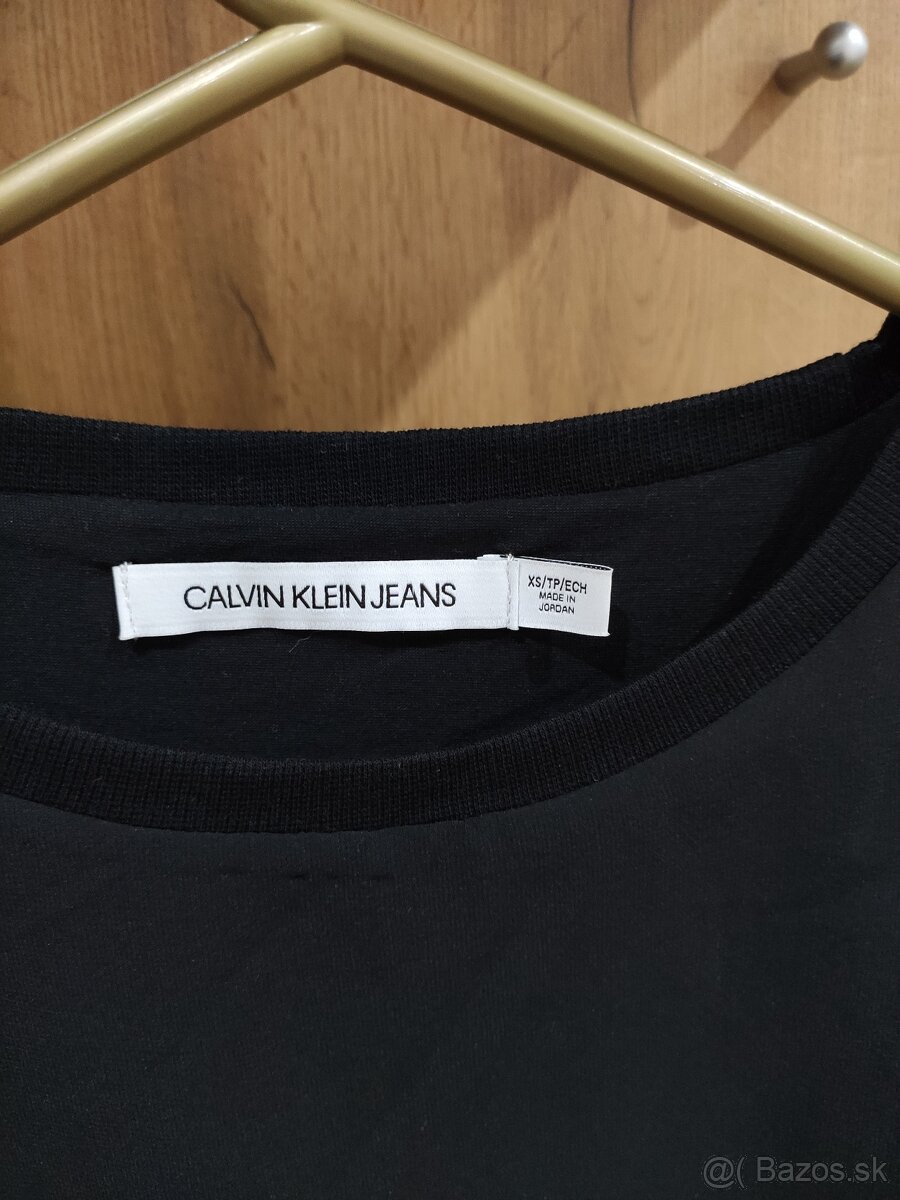 CALVIN KLEIN JEANS
XS/TP/ECH
MADE IN
JORDAN
@( Bazos.sk